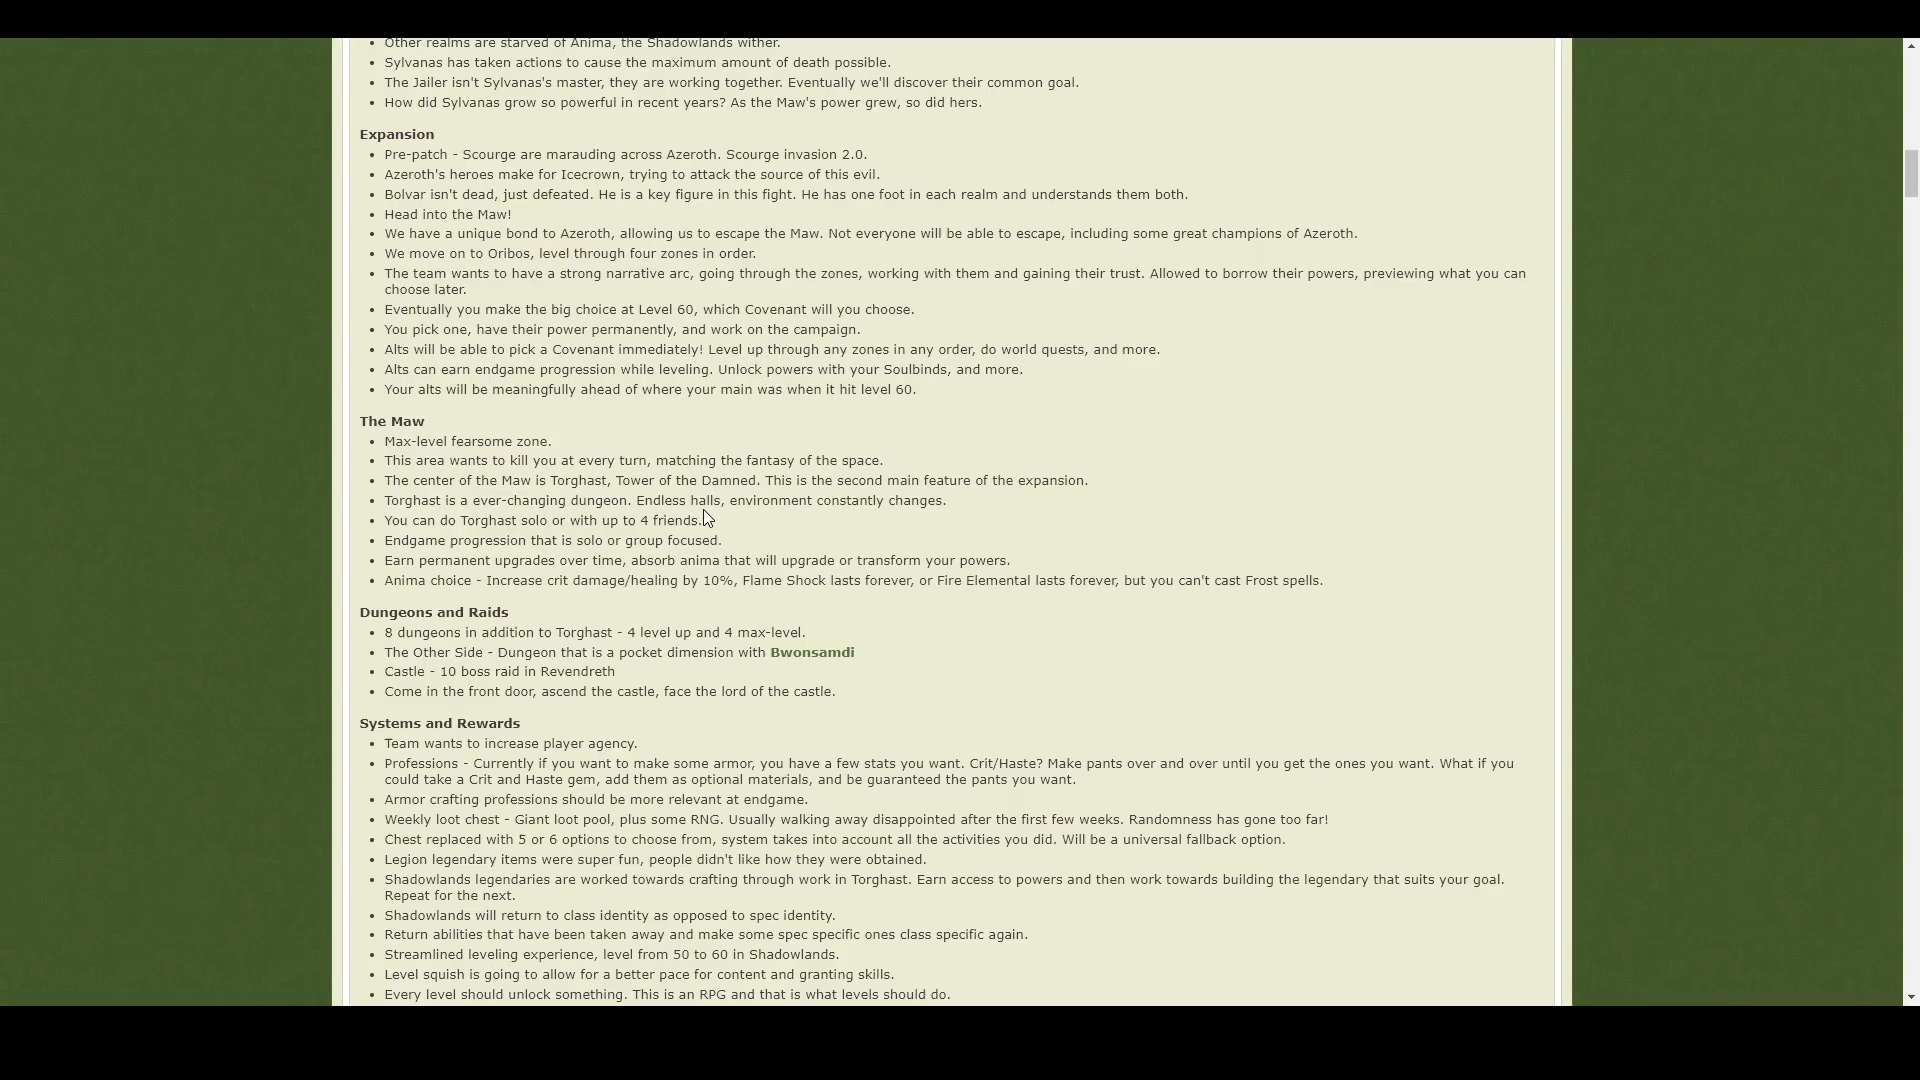 Other realms are starved of Anima, the Shadowlands wither.
Sylvanas has taken actions to cause the maximum amount of death possible.
The Jailer isn't Sylvanas's master, they are working together. Eventually we'll discover their common goal.
How did Sylvanas grow so powerful in recent years? As the Maw's power grew, so did hers.
Expansion
Pre-patch - Scourge are marauding across Azeroth. Scourge invasion 2.0.
Azeroth's heroes make for Icecrown, trying to attack the source of this evil.
Bolvar isn't dead, just defeated. He is a key figure in this fight. He has one foot in each realm and understands them both.
Head into the Maw!
We have a unique bond to Azeroth, allowing us to escape the Maw. Not everyone will be able to escape, including some great champions of Azeroth.
We move on to Oribos, level through four zones in order.
The team wants to have a strong narrative arc, going through the zones, working with them and gaining their trust. Allowed to borrow their powers, previewing what you can
choose later.
Eventually you make the big choice at Level 60, which Covenant will you choose.
You pick one, have their power permanently, and work on the campaign.
Alts will be able to pick a Covenant immediately! Level up through any zones in any order, do world quests, and more.
Alts can earn endgame progression while leveling. Unlock powers with your Soulbinds, and more.
Your alts will be meaningfully ahead of where your main was when it hit level 60.
The Maw
Max-level fearsome zone.
This area wants to kill you at every turn, matching the fantasy of the space.
The center of the Maw is Torghast, Tower of the Damned. This is the second main feature of the expansion.
Torghast is a ever-changing dungeon. Endless halls, environment constantly changes.
You can do Torghast solo or with up to 4 friends.
Endgame progression that is solo or group focused.
Earn permanent upgrades over time, absorb anima that will upgrade or transform your powers.
Anima choice - Increase crit damage/healing by 10%, Flame Shock lasts forever, or Fire Elemental lasts forever, but you can't cast Frost spells.
Dungeons and Raids
8 dungeons in addition to Torghast - 4 level up and 4 max-level.
The Other Side - Dungeon that is a pocket dimension with Bwonsamdi
Castle - 10 boss raid in Revendreth
Come in the front door, ascend the castle, face the lord of the castle.
Systems and Rewards
Team wants to increase player agency.
Professions - Currently if you want to make some armor, you have a few stats you want. Crit/Haste? Make pants over and over until you get the ones you want. What if you
could take a Crit and Haste gem, add them as optional materials, and be guaranteed the pants you want.
Armor crafting professions should be more relevant at endgame.
Weekly loot chest - Giant loot pool, plus some RNG. Usually walking away disappointed after the first few weeks. Randomness has gone too far!
Chest replaced with 5 or 6 options to choose from, system takes into account all the activities you did. Will be a universal fallback option.
Legion legendary items were super fun, people didn't like how they were obtained.
Shadowlands legendaries are worked towards crafting through work in Torghast. Earn access to powers and then work towards building the legendary that suits your goal.
Repeat for the next.
Shadowlands will return to class identity as opposed to spec identity.
Return abilities that have been taken away and make some spec specific ones class specific again.
Streamlined leveling experience, level from 50 to 60 in Shadowlands.
Level squish is going to allow for a better pace for content and granting skills.
Every level should unlock something. This is an RPG and that is what levels should do.